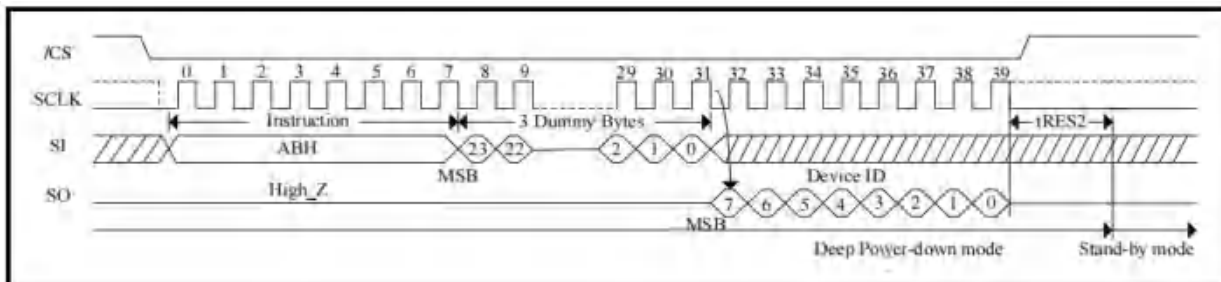 /CS
0 1 2 3 4 5 6 7 8 9 29 30 31 32 33 34 35 36 37 38 39
SCLK
Instruction 3 Dummy Bytes tRES2
SI ABH 23 22 2 1 0
MSB Device ID
High_Z
SO 7 6 5 4 3 2 1 0
MSB
Deep Power-down mode Stand-by mode